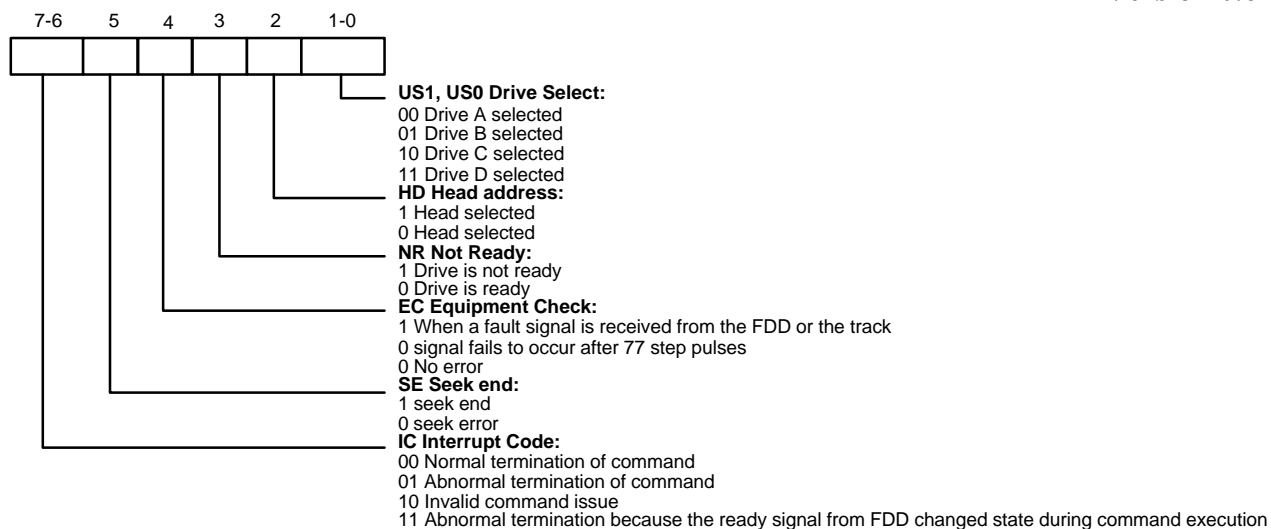 7-6 5 4 3 2 1-0
US1, US0 Drive Select:
00 Drive A selected
01 Drive B selected
10 Drive C selected
11 Drive D selected
HD Head address:
1 Head selected
0 Head selected
NR Not Ready:
1 Drive is not ready
0 Drive is ready
EC Equipment Check:
1 When a fault signal is received from the FDD or the track
0 signal fails to occur after 77 step pulses
0 No error
SE Seek end:
1 seek end
0 seek error
IC Interrupt Code:
00 Normal termination of command
01 Abnormal termination of command
10 Invalid command issue
11 Abnormal termination because the ready signal from FDD changed state during command execution